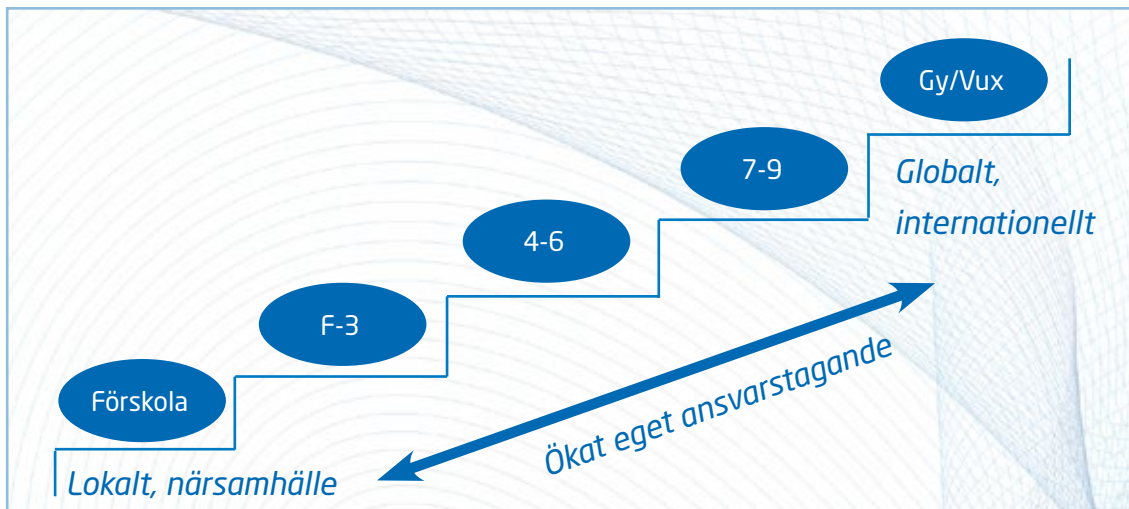 Gy/Vux
7-9
Globalt,
internationellt
4-6
F-3
Förskola
Ökat eget ansvarstagande
Lokalt, närsamhälle